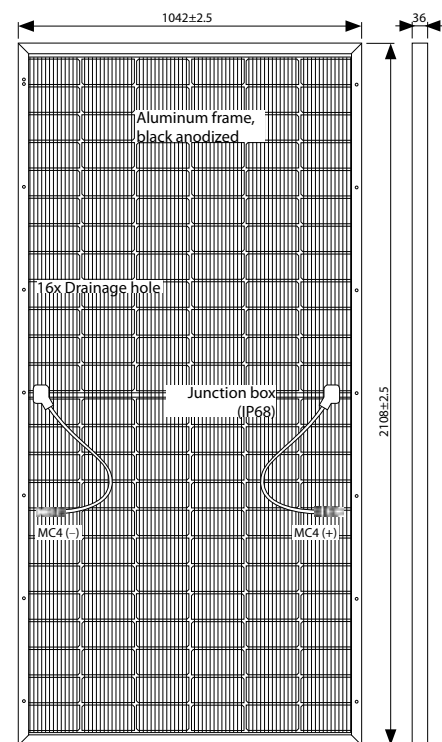 1042±2.5
36
Aluminum frame,
black anodized
16x Drainage hole
Junction box
(IP68)
2108±2.5
MC4 (–)
MC4 (+)